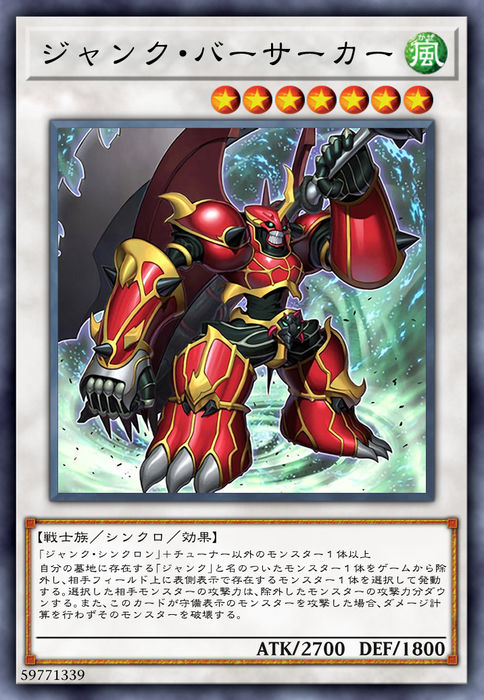 ジャンク・バーサーカー
かぜ
風
【戦士族／シンクロ／効果】
「ジャンク・シンクロン」＋チューナー以外のモンスター１体以上
自分の墓地に存在する「ジャンク」と名のついたモンスター１体をゲームから除
外し、相手フィールド上に表側表示で存在するモンスター１体を選択して発動
する。選択した相手モンスターの攻撃力は、除外したモンスターの攻撃力分ダウ
ンする。また、このカードが守備表示のモンスターを攻撃した場合、ダメージ計
算を行わずそのモンスターを破壊する。
ATK/2700 DEF/1800
59771339